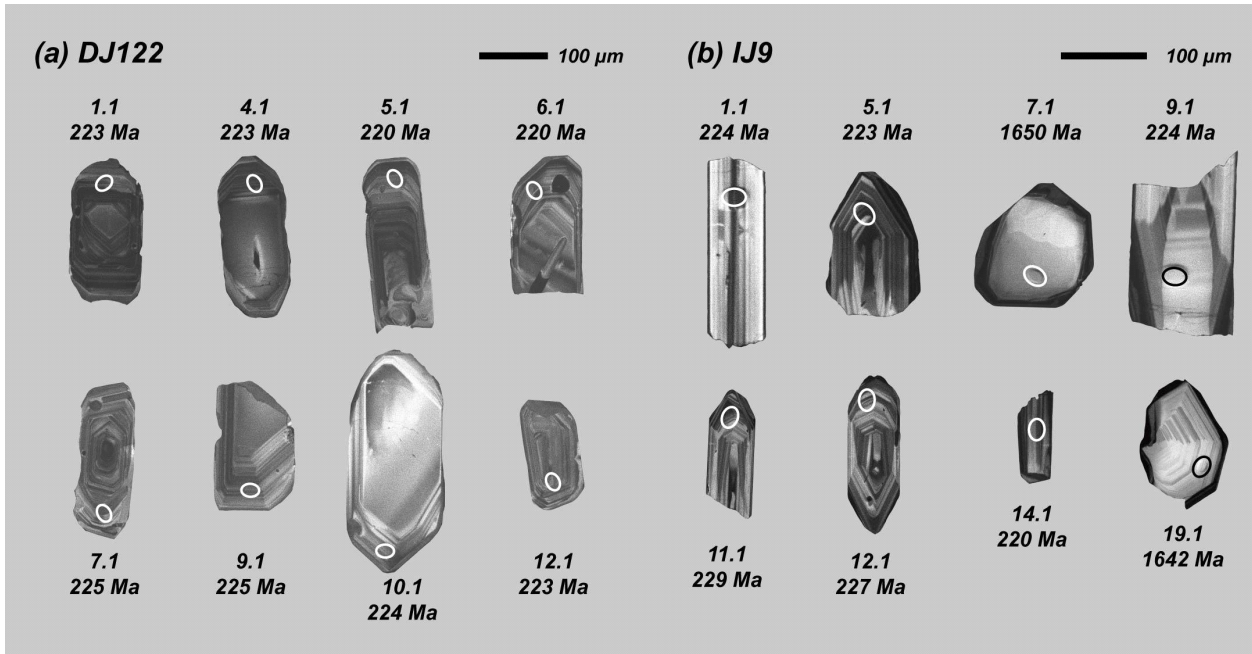 (a) DJ122
100 µm
1.1
223 Ma
4.1
223 Ma
5.1
220 Ma
6.1
220 Ma
7.1
225 Ma
9.1
225 Ma
10.1
224 Ma
12.1
223 Ma
(b) IJ9
100 µm
1.1
224 Ma
5.1
223 Ma
7.1
1650 Ma
9.1
224 Ma
11.1
229 Ma
12.1
227 Ma
14.1
220 Ma
19.1
1642 Ma